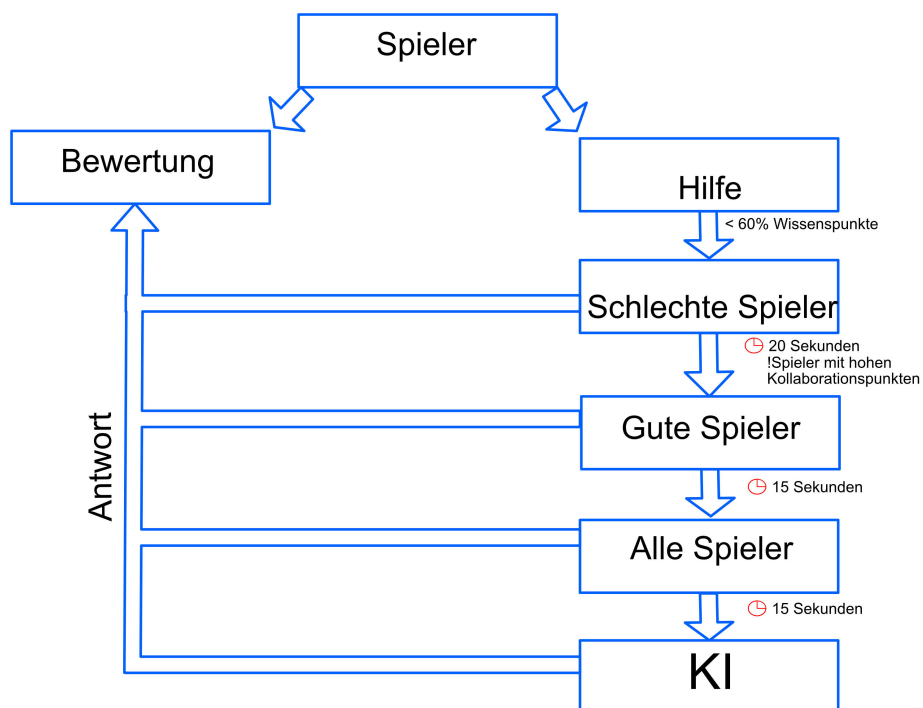 Spieler
Bewertung
Hilfe
< 60% Wissenspunkte
Schlechte Spieler
20 Sekunden
!Spieler mit hohen
Kollaborationspunkten
Gute Spieler
15 Sekunden
Antwort
Alle Spieler
15 Sekunden
KI